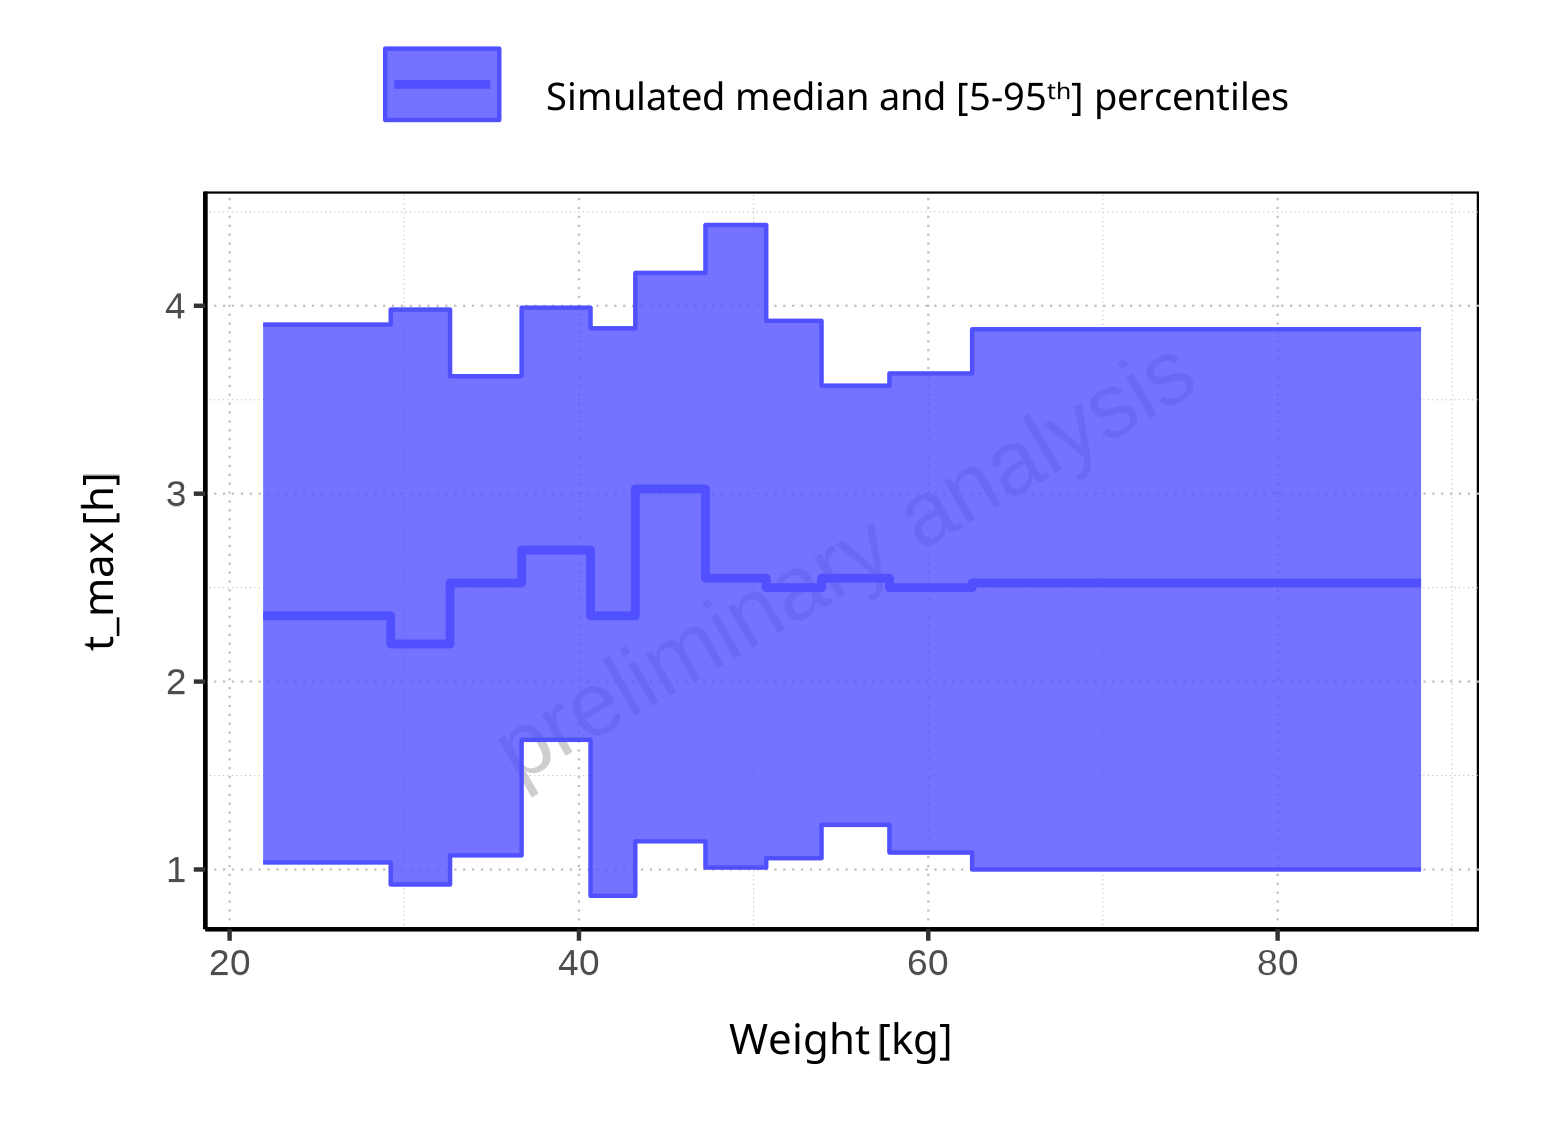 Simulated median and [5-95ᵗʰ] percentiles
4
3
2
1
t_max [h]
preliminary analysis
20 40 60 80
Weight [kg]